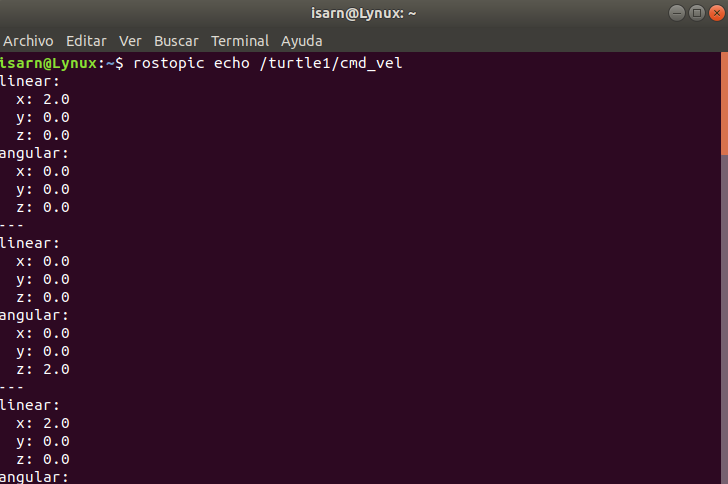 isarn@Lynux: ~
Archivo Editar Ver Buscar Terminal Ayuda
isarn@Lynux:~$ rostopic echo /turtle1/cmd_vel
linear:
  x: 2.0
  y: 0.0
  z: 0.0
angular:
  x: 0.0
  y: 0.0
  z: 0.0
---
linear:
  x: 0.0
  y: 0.0
  z: 0.0
angular:
  x: 0.0
  y: 0.0
  z: 2.0
---
linear:
  x: 2.0
  y: 0.0
  z: 0.0
angular: